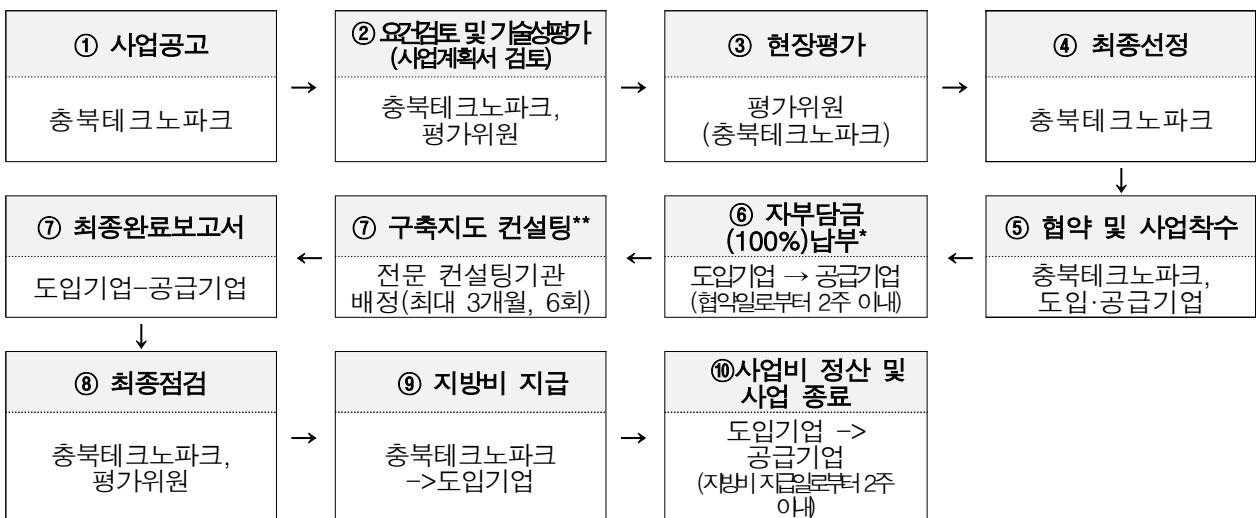 ① 사업공고
충북테크노파크
→
② 요건검토 및 기술성평가
(사업계획서 검토)
충북테크노파크,
평가위원
→
③ 현장평가
평가위원
(충북테크노파크)
→
④ 최종선정
충북테크노파크
↓
⑤ 협약 및 사업착수
충북테크노파크,
도입·공급기업
←
⑥ 자부담금
(100%)납부*
도입기업 → 공급기업
(협약일로부터 2주 이내)
←
⑦ 구축지도 컨설팅**
전문 컨설팅기관
배정(최대 3개월, 6회)
←
⑦ 최종완료보고서
도입기업-공급기업
↓
⑧ 최종점검
충북테크노파크,
평가위원
→
⑨ 지방비 지급
충북테크노파크
->도입기업
→
⑩사업비 정산 및
사업 종료
도입기업 ->
공급기업
(지방비 지급일로부터 2주
이내)